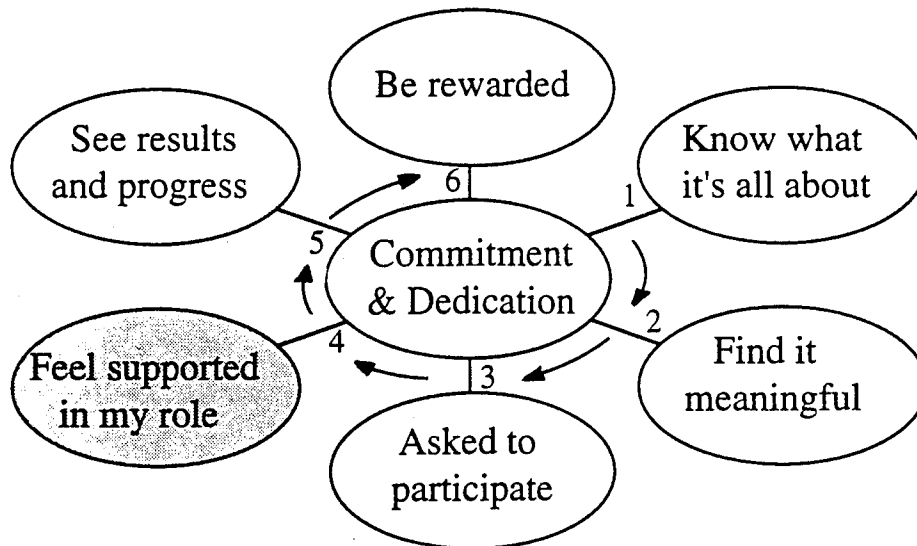 Be rewarded
See results
and progress
Know what
it's all about
6
1
5
Commitment
& Dedication
2
4
3
Feel supported
in my role
Find it
meaningful
Asked to
participate